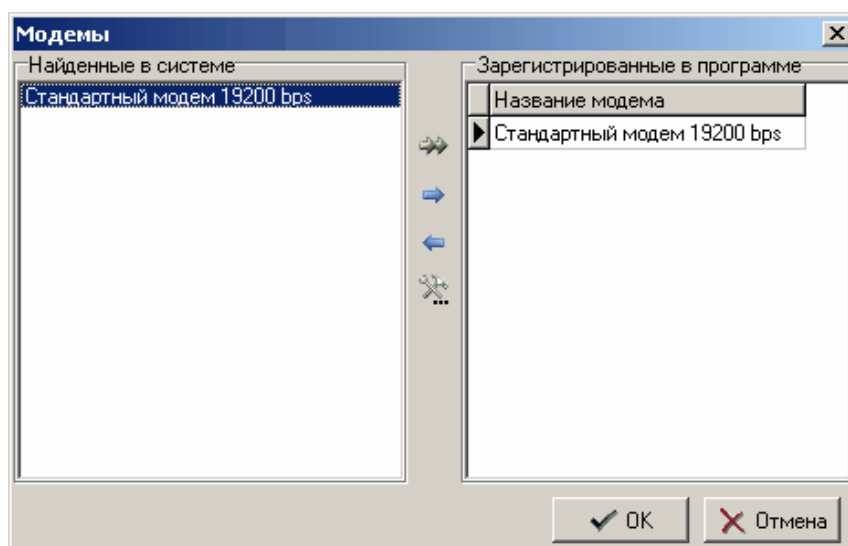 Модемы
Найденные в системе
Стандартный модем 19200 bps
Зарегистрированные в программе
Название модема
Стандартный модем 19200 bps
OK
Отмена